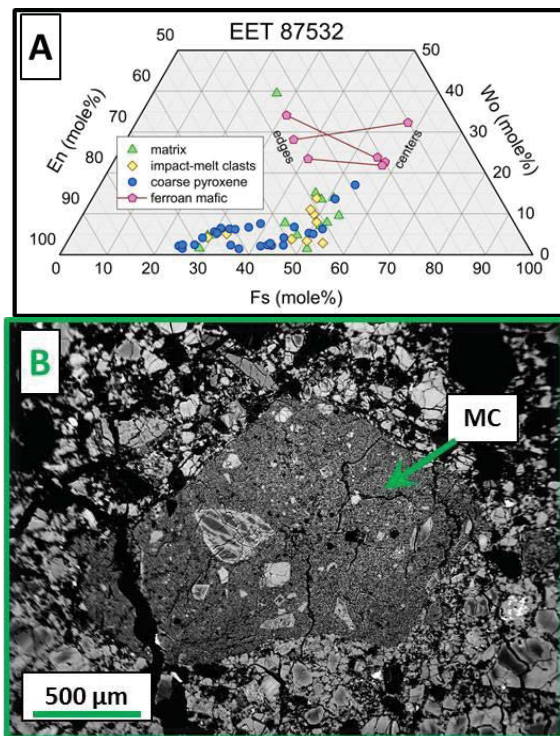 A
EET 87532
50
50
60
40
En (mole%)
70
30
Wo (mole%)
80
20
90
10
100
0
edges
centers
matrix
impact-melt clasts
coarse pyroxene
ferroan mafic
0 10 20 30 40 50 60 70 80 90 100
Fs (mole%)
B
MC
500 µm